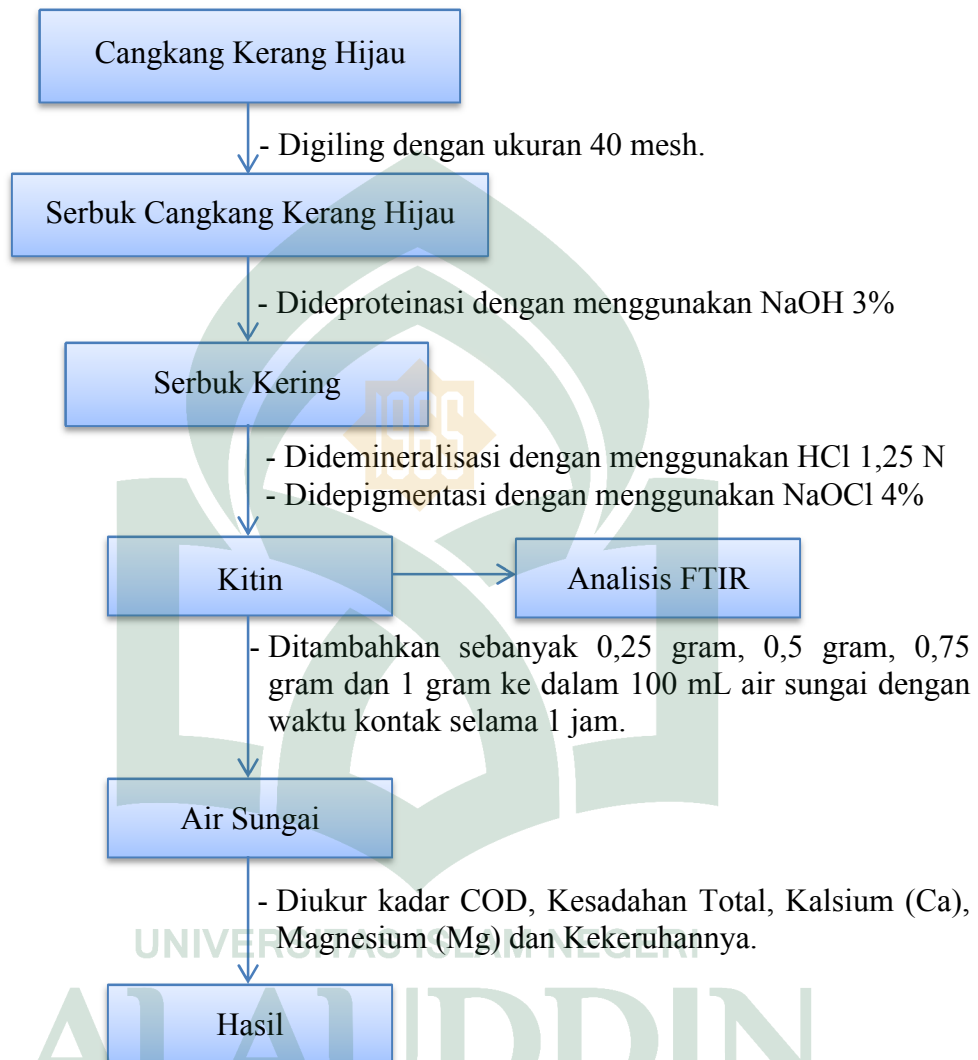 Cangkang Kerang Hijau
- Digiling dengan ukuran 40 mesh.
Serbuk Cangkang Kerang Hijau
- Dideproteinasi dengan menggunakan NaOH 3%
Serbuk Kering
1965
- Didemineralisasi dengan menggunakan HCl 1,25 N
- Didepigmentasi dengan menggunakan NaOCl 4%
Kitin
Analisis FTIR
- Ditambahkan sebanyak 0,25 gram, 0,5 gram, 0,75
gram dan 1 gram ke dalam 100 mL air sungai dengan
waktu kontak selama 1 jam.
Air Sungai
- Diukur kadar COD, Kesadahan Total, Kalsium (Ca),
Magnesium (Mg) dan Kekeruhannya.
UNIVERSITAS ISLAM NEGERI
Hasil
ALAUDDIN